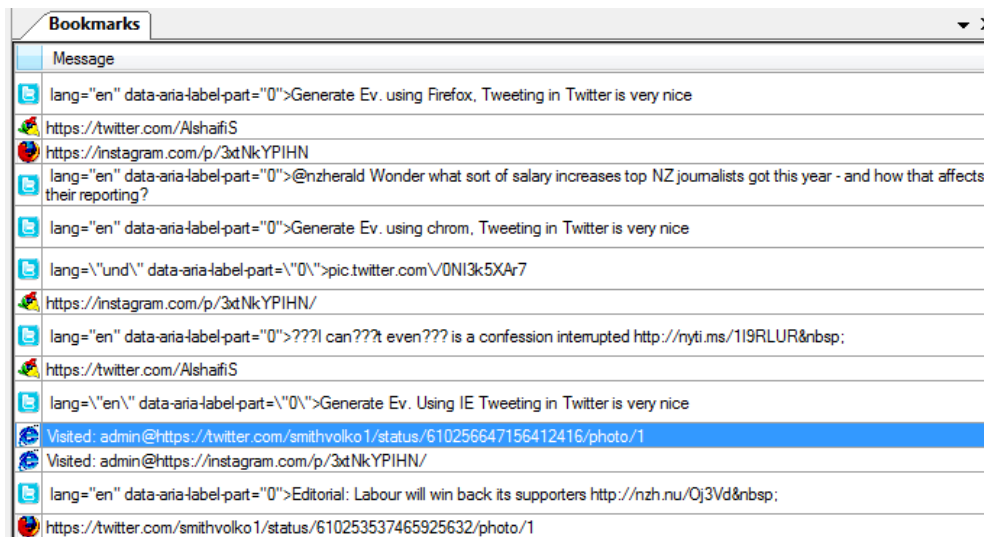 Bookmarks
Message
lang="en" data-aria-label-part="0">Generate Ev. using Firefox, Tweeting in Twitter is very nice
https://twitter.com/AlshaifiS
https://instagram.com/p/3xtNkYPIHN
lang="en" data-aria-label-part="0">@nzherald Wonder what sort of salary increases top NZ journalists got this year - and how that affects
their reporting?
lang="en" data-aria-label-part="0">Generate Ev. using chrom, Tweeting in Twitter is very nice
lang=\"und\" data-aria-label-part=\"0\">pic.twitter.com\/0NI3k5XAr7
https://instagram.com/p/3xtNkYPIHN/
lang="en" data-aria-label-part="0">???I can???t even??? is a confession interrupted http://nyti.ms/1I9RLUR&nbsp;
https://twitter.com/AlshaifiS
lang=\"en\" data-aria-label-part=\"0\">Generate Ev. Using IE Tweeting in Twitter is very nice
Visited: admin@https://twitter.com/smithvolko1/status/610256647156412416/photo/1
Visited: admin@https://instagram.com/p/3xtNkYPIHN/
lang="en" data-aria-label-part="0">Editorial: Labour will win back its supporters http://nzh.nu/Oj3Vd&nbsp;
https://twitter.com/smithvolko1/status/610253537465925632/photo/1